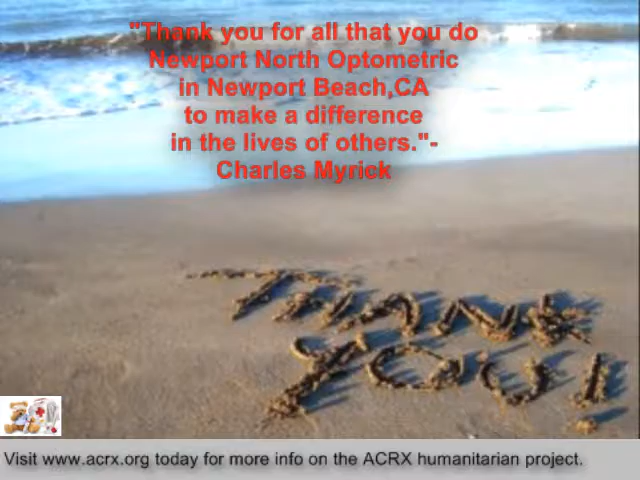 "Thank you for all that you do
Newport North Optometric
in Newport Beach,CA
to make a difference
in the lives of others."-
Charles Myrick
THANK
YOU!
Visit www.acrx.org today for more info on the ACRX humanitarian project.